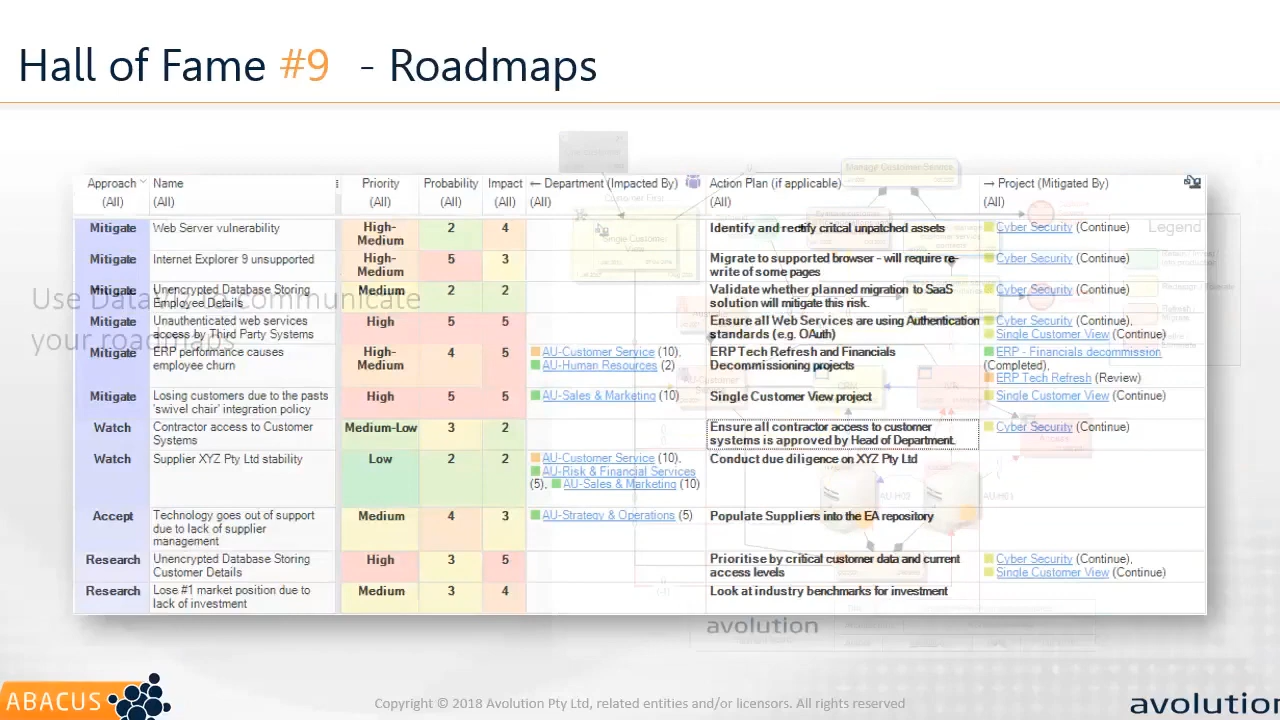 Hall of Fame #9 - Roadmaps
Approach Name Priority Probability Impact ← Department (Impacted By) Action Plan (if applicable) → Project (Mitigated By)
(All) (All) (All) (All) (All) (All) (All) (All)
Mitigate Web Server vulnerability High-Medium 2 4 Identify and rectify critcal unpatched assets Cyber Security (Continue)
Mitigate Internet Explorer 9 unsupported High-Medium 5 3 Migrate to supported browser - will require re-write of some pages Cyber Security (Continue)
Mitigate Unencrypted Database Storing Employee Details Medium 2 2 Validate whether planned migration to SaaS solution will mitigate this risk. Cyber Security (Continue)
Mitigate Unauthenticated web services access by Third Party Systems High 5 5 Ensure all Web Services are using Authentication standards (e.g. OAuth) Cyber Security (Continue), Single Customer View (Continue)
Mitigate ERP performance causes employee churn High-Medium 4 5 AU-Customer Service (10), AU-Human Resources (2) ERP Tech Refresh and Financials Decommissioning projects ERP - Financials decommission (Completed), ERP Tech Refresh (Review)
Mitigate Losing customers due to the pasts 'swivel chair' integration policy High 5 5 AU-Sales & Marketing (10) Single Customer View project Single Customer View (Continue)
Watch Contractor access to Customer Systems Medium-Low 3 2 Ensure all contractor access to customer systems is approved by Head of Department. Cyber Security (Continue)
Watch Supplier XYZ Pty Ltd stability Low 2 2 AU-Customer Service (10), AU-Risk & Financial Services (5), AU-Sales & Marketing (10) Conduct due diligence on XYZ Pty Ltd
Accept Technology goes out of support due to lack of supplier management Medium 4 3 AU-Strategy & Operations (5) Populate Suppliers into the EA repository
Research Unencrypted Database Storing Customer Details High 3 5 Prioritise by critical customer data and current access levels Cyber Security (Continue), Single Customer View (Continue)
Research Lose #1 market position due to lack of investment Medium 3 4 Look at industry benchmarks for investment
Manage Customer Service
Single Customer View
Legend
Use Data communicate
your roadmaps
avolution
ABACUS
Copyright © 2018 Avolution Pty Ltd, related entities and/or licensors. All rights reserved
avolution